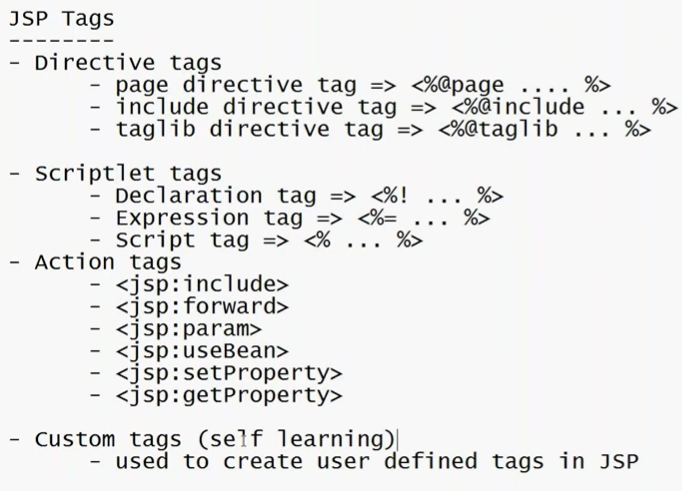 JSP Tags
--------
- Directive tags
- page directive tag => <%@page .... %>
- include directive tag => <%@include ... %>
- taglib directive tag => <%@taglib ... %>
- Scriptlet tags
- Declaration tag => <%! ... %>
- Expression tag => <%= ... %>
- Script tag => <% ... %>
- Action tags
- <jsp:include>
- <jsp:forward>
- <jsp:param>
- <jsp:useBean>
- <jsp:setProperty>
- <jsp:getProperty>
- Custom tags (self learning)
- used to create user defined tags in JSP